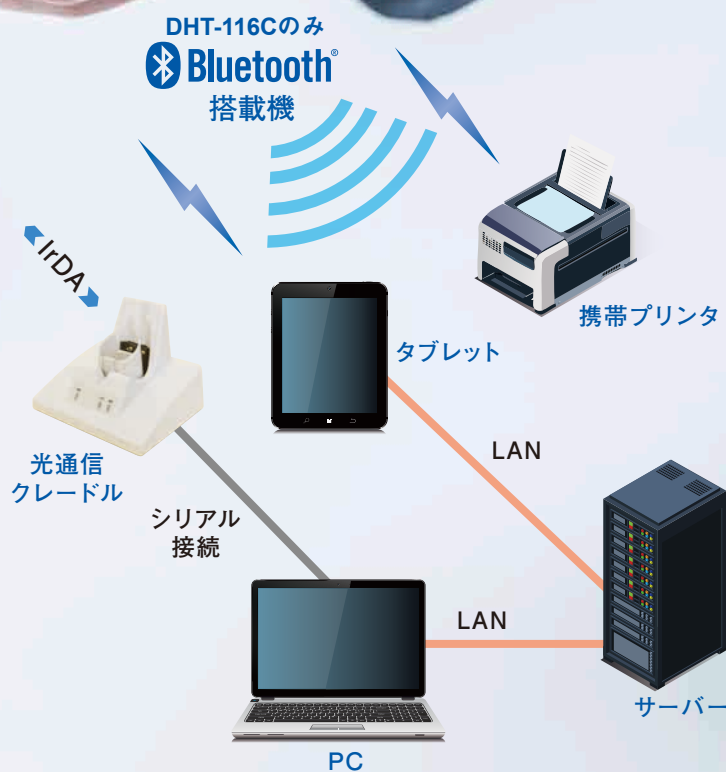 DHT-116Cのみ
Bluetooth®
搭載機
IrDA
携帯プリンタ
タブレット
光通信
クレードル
LAN
シリアル
接続
LAN
サーバー
PC